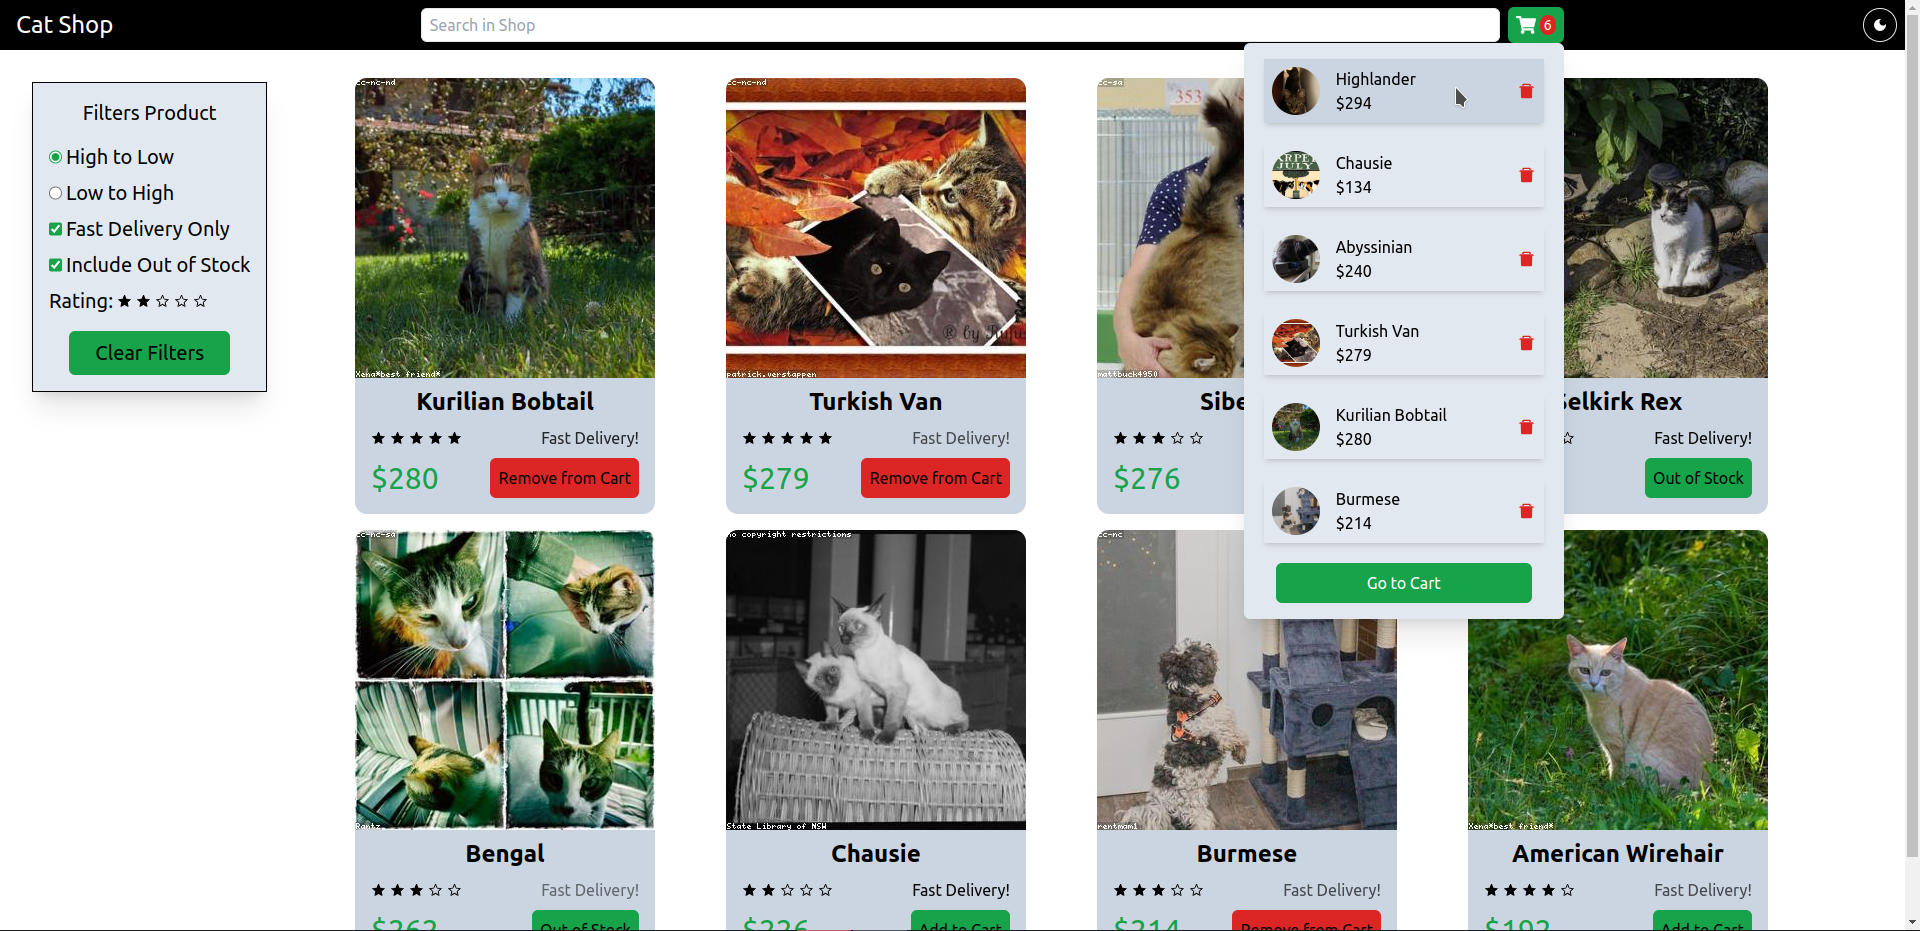 Cat Shop
Search in Shop
6
Filters Product
High to Low
Low to High
Fast Delivery Only
Include Out of Stock
Rating:
Clear Filters
Highlander
$294
Chausie
$134
Abyssinian
$240
Turkish Van
$279
Kurilian Bobtail
$280
Burmese
$214
Go to Cart
cc-nc-nd
Xena*best friend*
Kurilian Bobtail
Fast Delivery!
$280
Remove from Cart
cc-nc-nd
® by Rufus
patrick.verstappen
Turkish Van
Fast Delivery!
$279
Remove from Cart
cc-sa
353
mattbuck4950
Sibe
$276
Selkirk Rex
Fast Delivery!
Out of Stock
cc-nc-sa
Rantz
Bengal
Fast Delivery!
$262
Out of Stock
no copyright restrictions
State Library of NSW
Chausie
Fast Delivery!
$226
Add to Cart
cc-nc
rentmam1
Burmese
Fast Delivery!
$214
Remove from Cart
Xena*best friend*
American Wirehair
Fast Delivery!
$192
Add to Cart